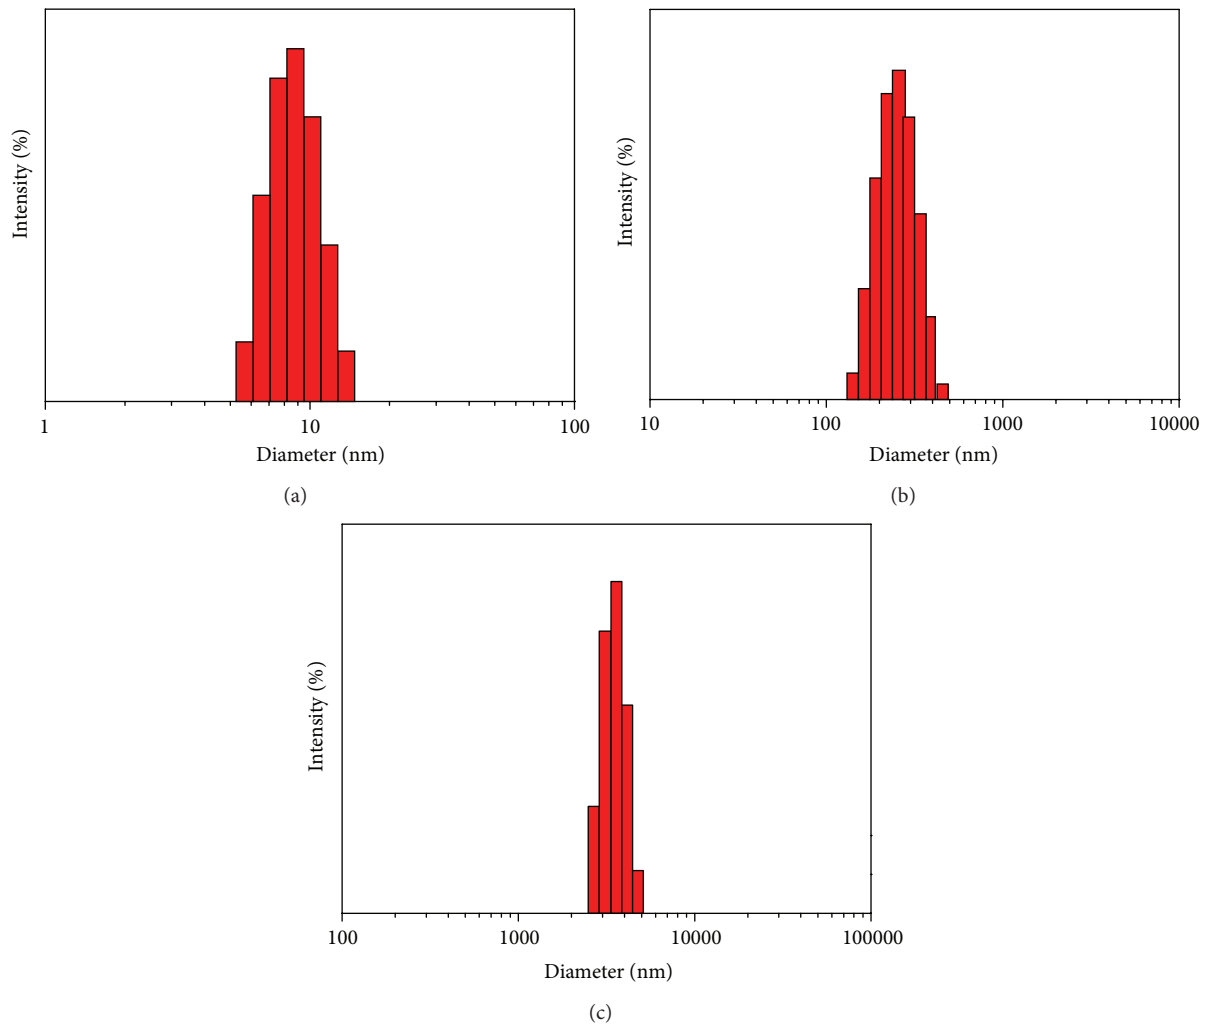 Intensity (%)
1
10
100
Diameter (nm)
(a)
Intensity (%)
10
100
1000
10000
Diameter (nm)
(b)
Intensity (%)
100
1000
10000
100000
Diameter (nm)
(c)